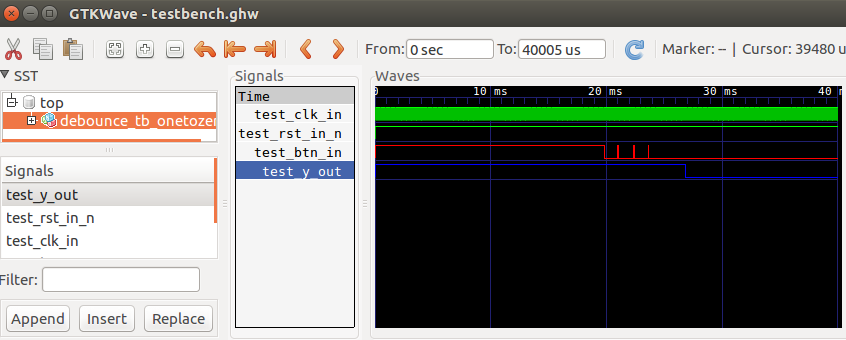 GTKWave - testbench.ghw
From: 0 sec To: 40005 us Marker: -- | Cursor: 39480 u
SST
top
debounce_tb_onetozer
Signals
test_y_out
test_rst_in_n
test_clk_in
Filter:
Append Insert Replace
Signals
Time
test_clk_in
test_rst_in_n
test_btn_in
test_y_out
Waves
0 10 ms 20 ms 30 ms 40 m